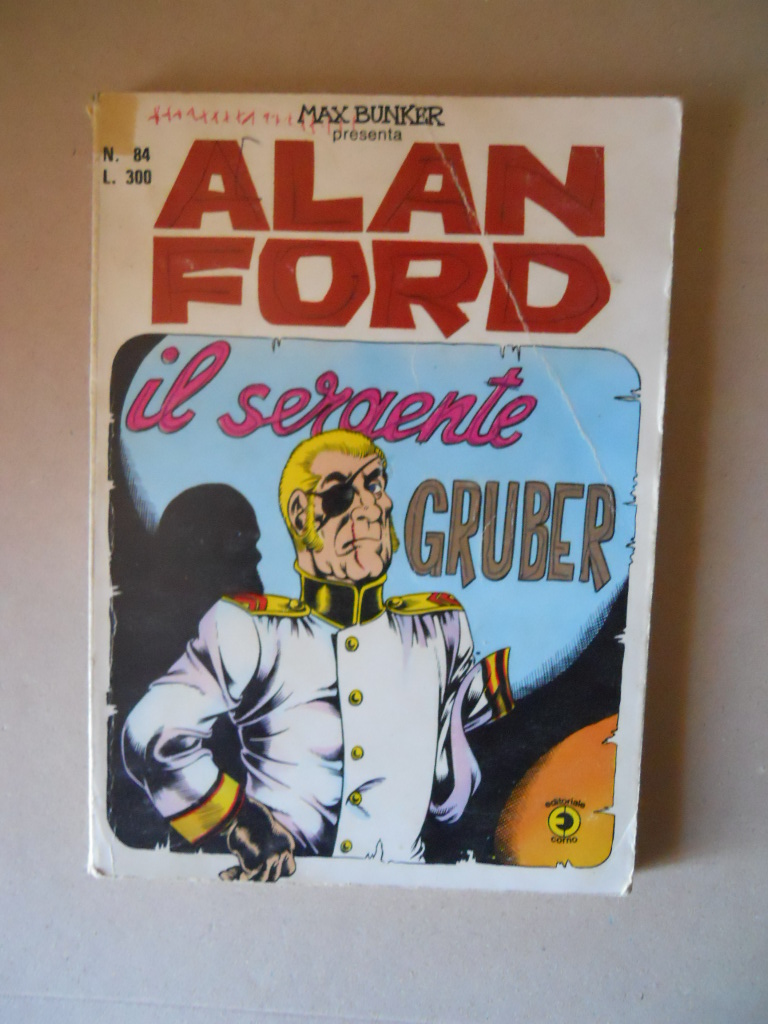 MAX BUNKER
presenta
N. 84
L. 300
ALAN
FORD
il sergente
GRUBER
editoriale
corno